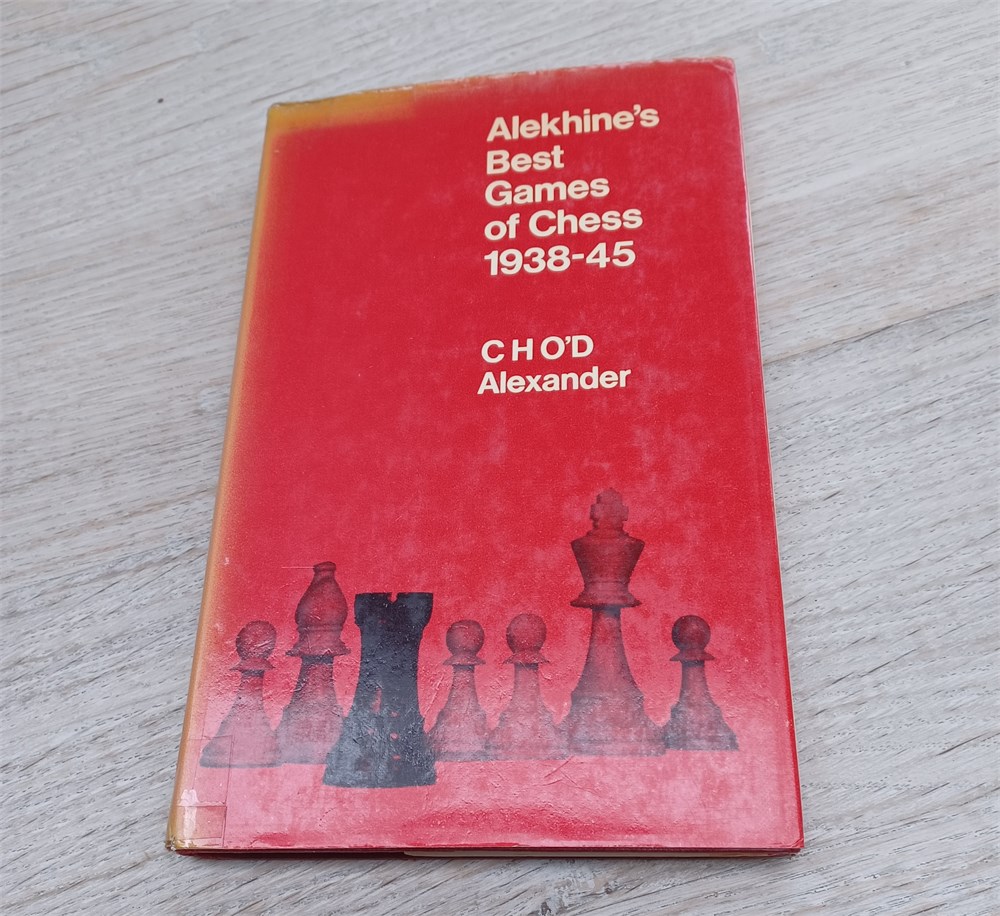 Alekhine's
Best
Games
of Chess
1938-45
C H O'D
Alexander